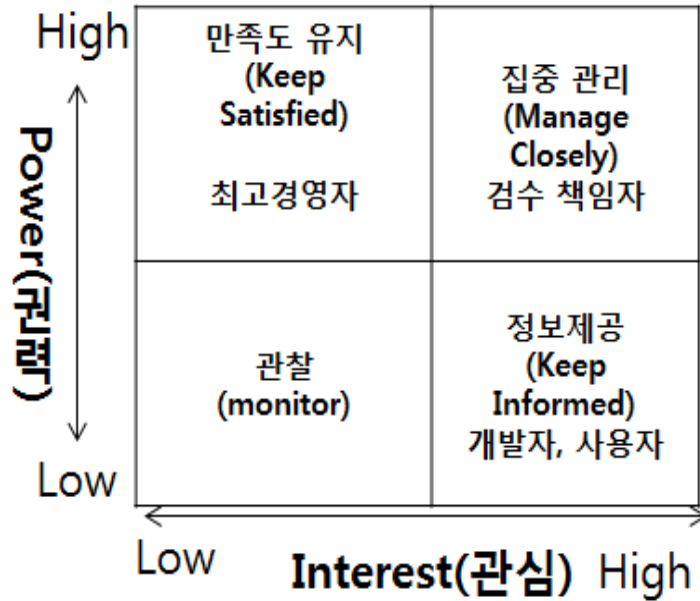 High
만족도 유지
(Keep
Satisfied)
최고경영자
집중 관리
(Manage
Closely)
검수 책임자
Power(권력)
관찰
(monitor)
정보제공
(Keep
Informed)
개발자, 사용자
Low
Low
Interest(관심)
High